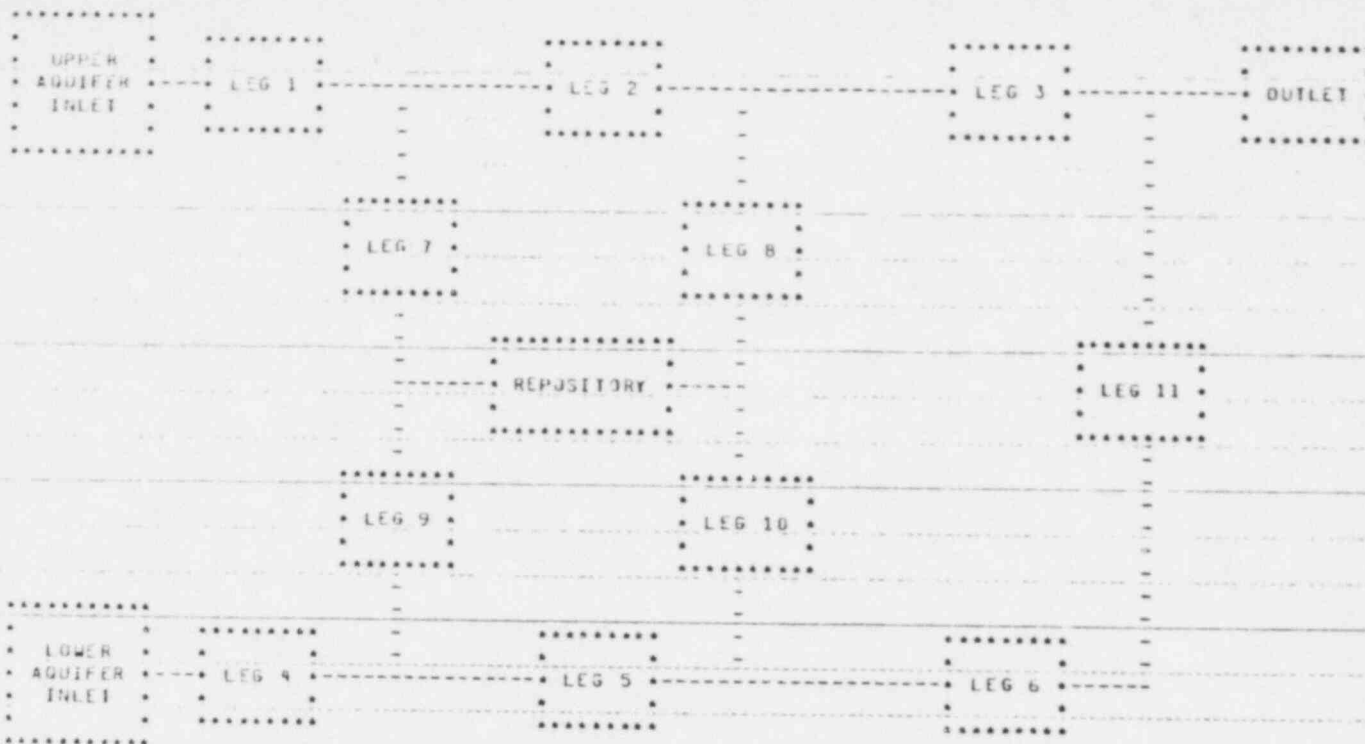 UPPER
AQUIFER
INLET
LEG 1
LEG 2
LEG 3
OUTLET
LEG 7
LEG 8
REPOSITORY
LEG 11
LEG 9
LEG 10
LOWER
AQUIFER
INLET
LEG 4
LEG 5
LEG 6